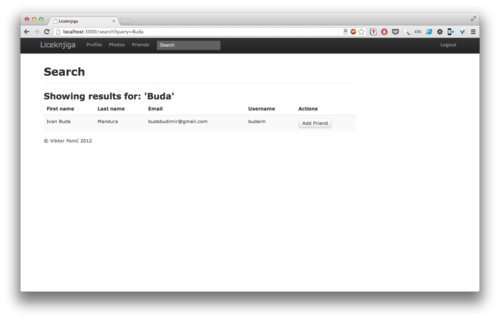 Liceknjiga
localhost:3000/search?query=Buda
Liceknjiga Profile Photos Friends Search Logout
Search
Showing results for: 'Buda'
First name Last name Email Username Actions
Ivan Buda Mandura budabudimir@gmail.com budaim Add Friend
© Viktor Fonić 2012